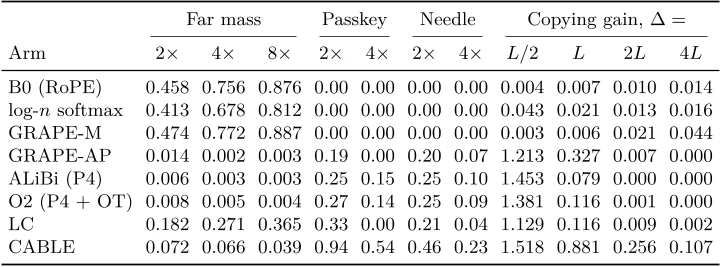 Far mass Passkey Needle Copying gain, Δ =
Arm 2× 4× 8× 2× 4× 2× 4× L/2 L 2L 4L
B0 (RoPE) 0.458 0.756 0.876 0.00 0.00 0.00 0.00 0.004 0.007 0.010 0.014
log-n softmax 0.413 0.678 0.812 0.00 0.00 0.00 0.00 0.043 0.021 0.013 0.016
GRAPE-M 0.474 0.772 0.887 0.00 0.00 0.00 0.00 0.003 0.006 0.021 0.044
GRAPE-AP 0.014 0.002 0.003 0.19 0.00 0.20 0.07 1.213 0.327 0.007 0.000
ALiBi (P4) 0.006 0.003 0.003 0.25 0.15 0.25 0.10 1.453 0.079 0.000 0.000
O2 (P4 + OT) 0.008 0.005 0.004 0.27 0.14 0.25 0.09 1.381 0.116 0.001 0.000
LC 0.182 0.271 0.365 0.33 0.00 0.21 0.04 1.129 0.116 0.009 0.002
CABLE 0.072 0.066 0.039 0.94 0.54 0.46 0.23 1.518 0.881 0.256 0.107